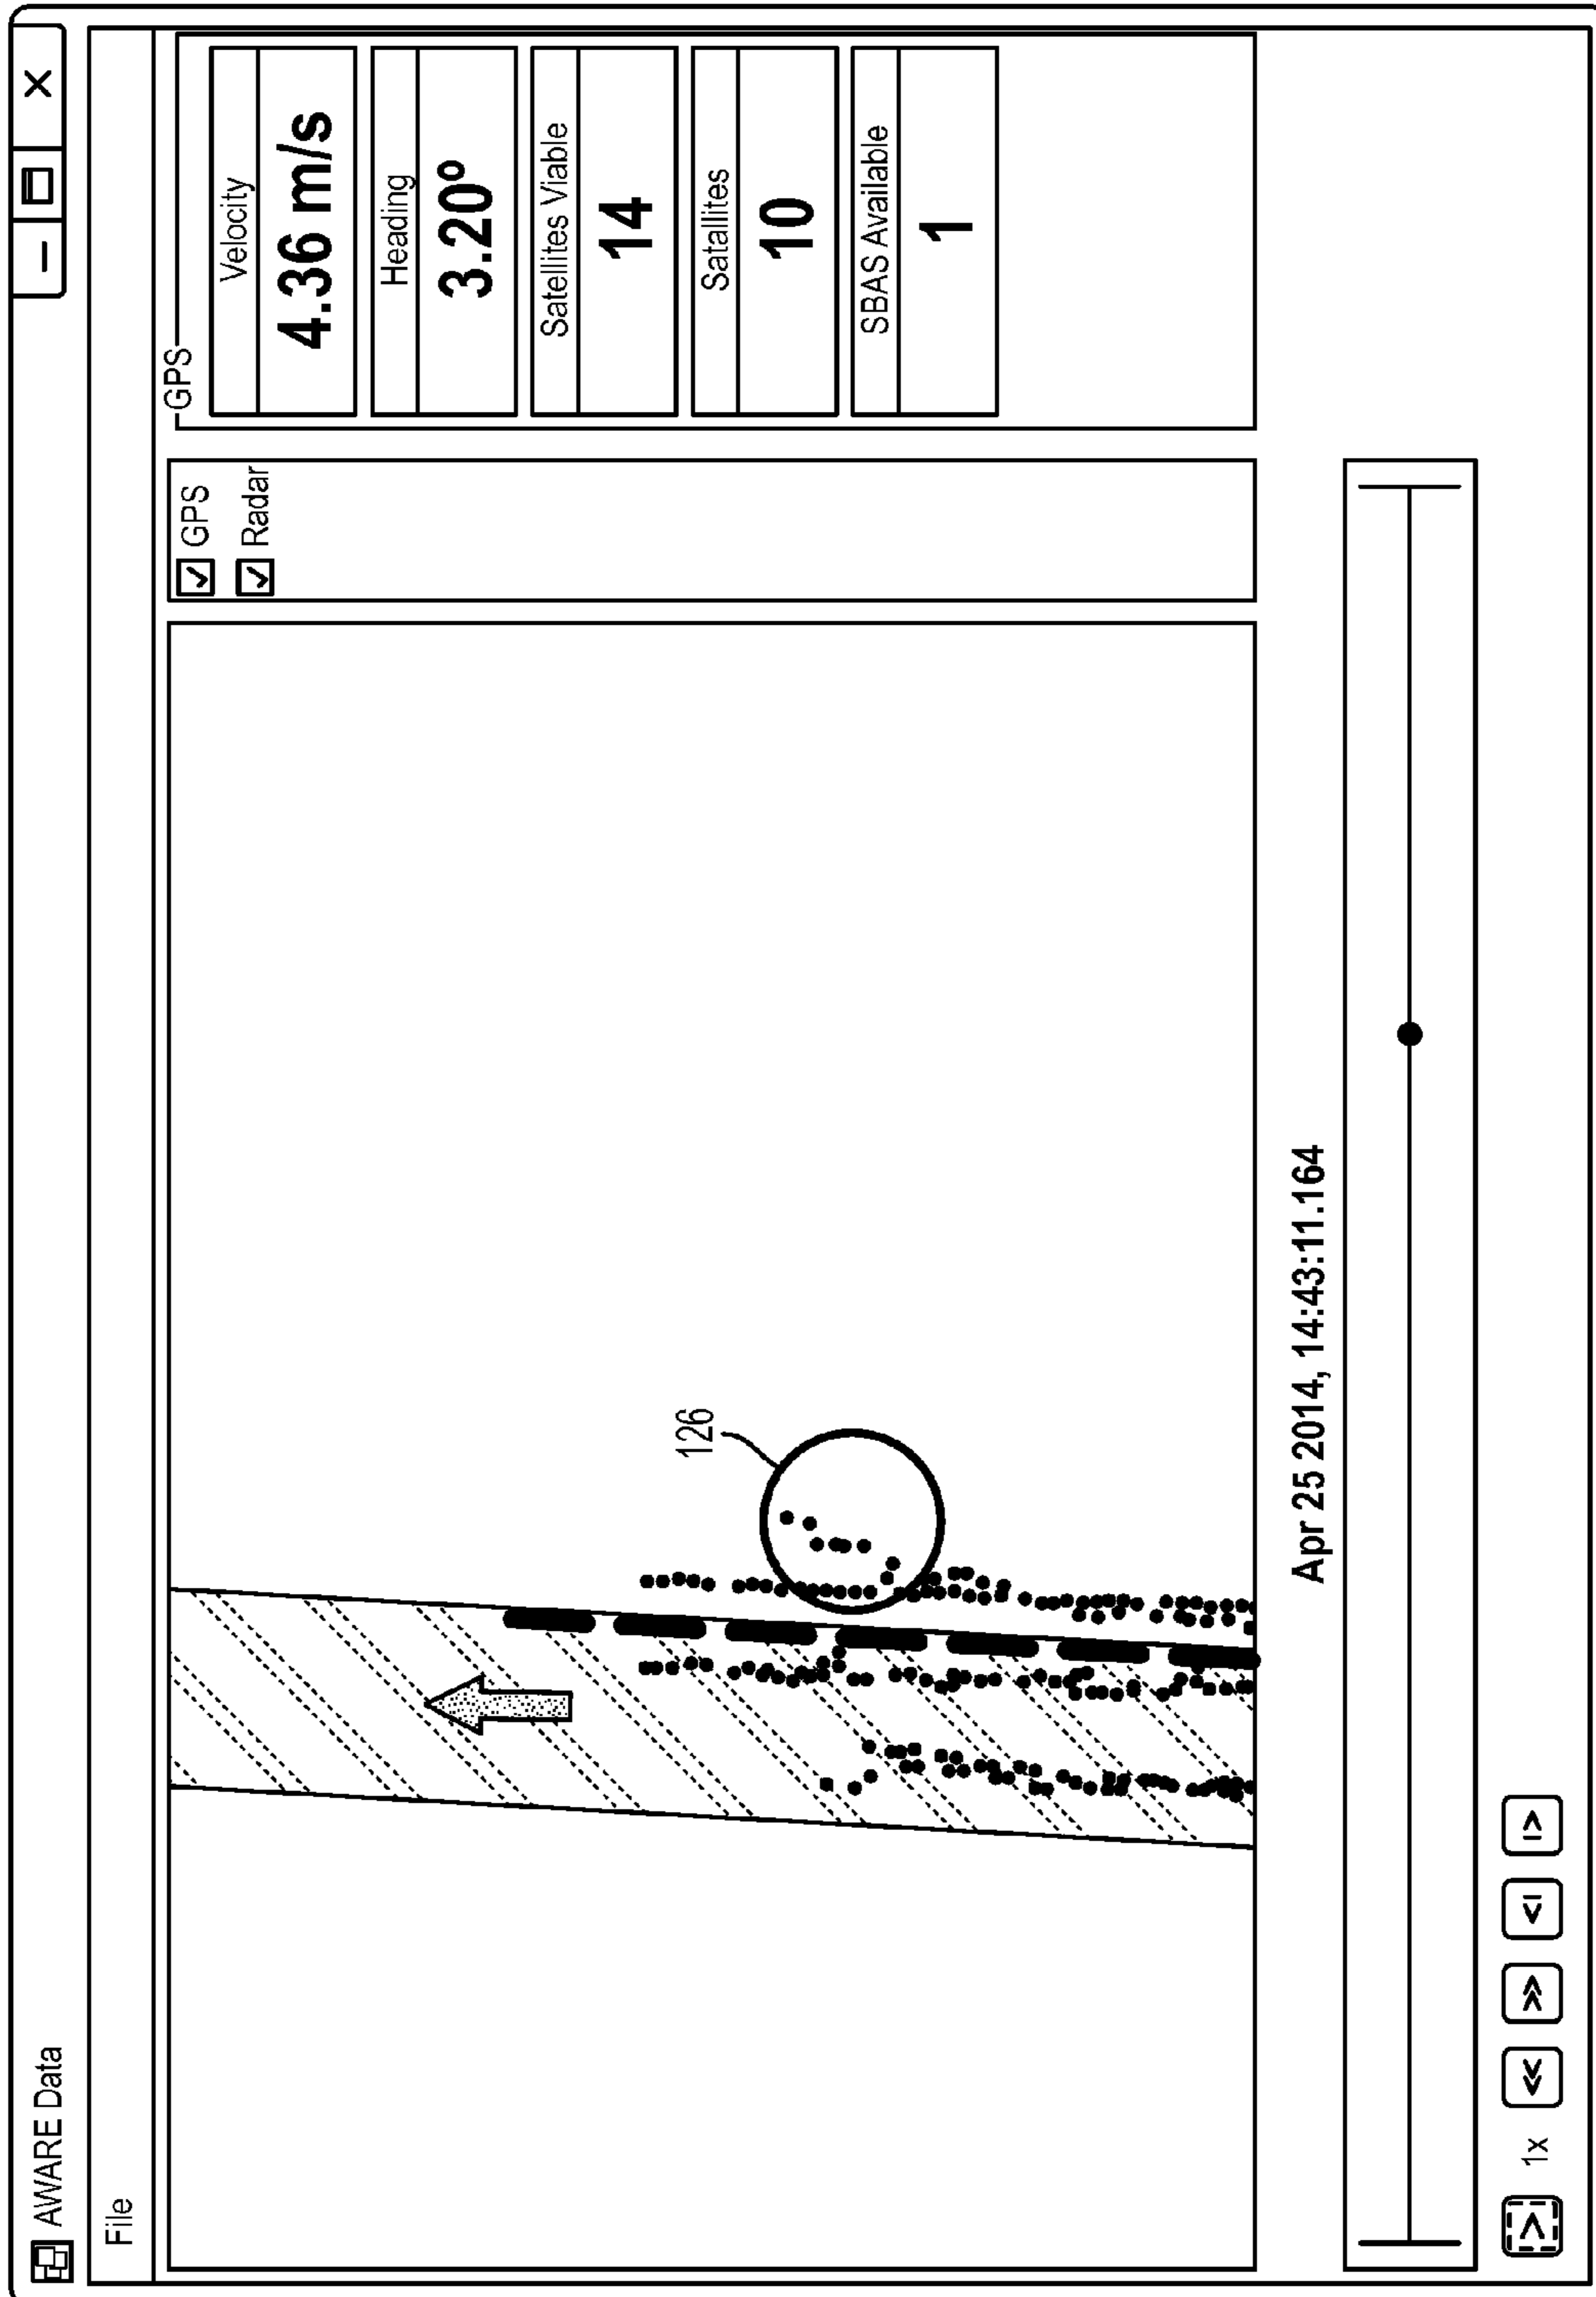 AWARE Data
File
GPS
Radar
GPS
Velocity
4.36 m/s
Heading
3.20º
Satellites Viable
14
Satallites
10
SBAS Available
1
126
Apr 25 2014, 14:43:11.164
1x